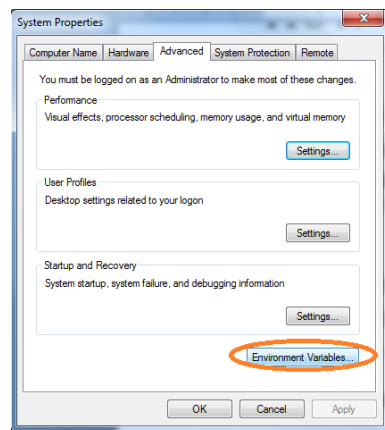 System Properties
Computer Name Hardware Advanced System Protection Remote
You must be logged on as an Administrator to make most of these changes.
Performance
Visual effects, processor scheduling, memory usage, and virtual memory
Settings...
User Profiles
Desktop settings related to your logon
Settings...
Startup and Recovery
System startup, system failure, and debugging information
Settings...
Environment Variables...
OK Cancel Apply